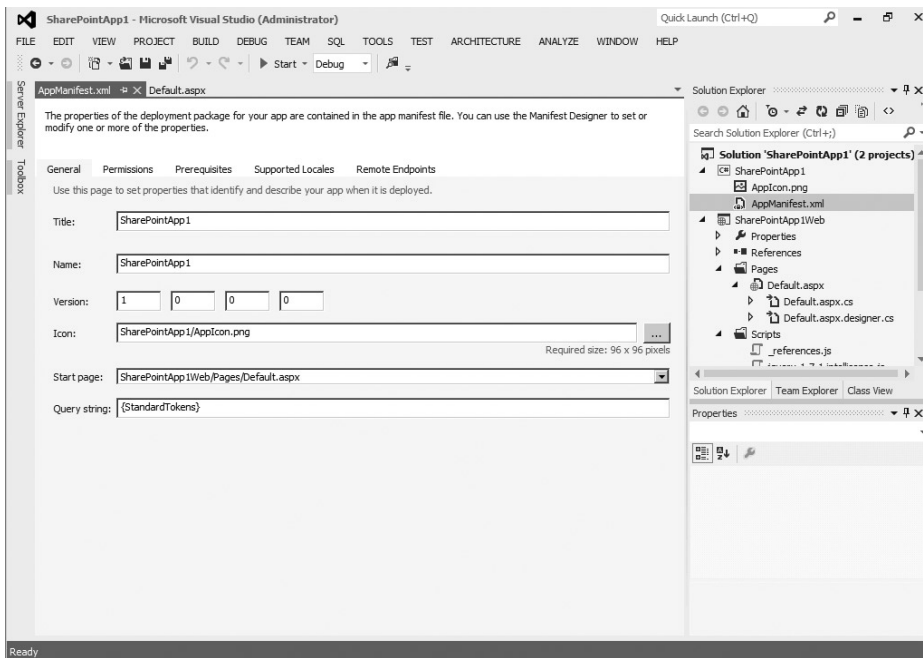 SharePointApp1 - Microsoft Visual Studio (Administrator)
Quick Launch (Ctrl+Q)
FILE EDIT VIEW PROJECT BUILD DEBUG TEAM SQL TOOLS TEST ARCHITECTURE ANALYZE WINDOW HELP
Start Debug
Server Explorer
Toolbox
AppManifest.xml Default.aspx
The properties of the deployment package for your app are contained in the app manifest file. You can use the Manifest Designer to set or
modify one or more of the properties.
General Permissions Prerequisites Supported Locales Remote Endpoints
Use this page to set properties that identify and describe your app when it is deployed.
Title: SharePointApp1
Name: SharePointApp1
Version: 1 0 0 0
Icon: SharePointApp1/AppIcon.png ...
Required size: 96 x 96 pixels
Start page: SharePointApp1Web/Pages/Default.aspx
Query string: {StandardTokens}
Solution Explorer
Search Solution Explorer (Ctrl+;)
Solution 'SharePointApp1' (2 projects)
C# SharePointApp1
AppIcon.png
AppManifest.xml
SharePointApp1Web
Properties
References
Pages
Default.aspx
Default.aspx.cs
Default.aspx.designer.cs
Scripts
_references.js
Solution Explorer Team Explorer Class View
Properties
Ready